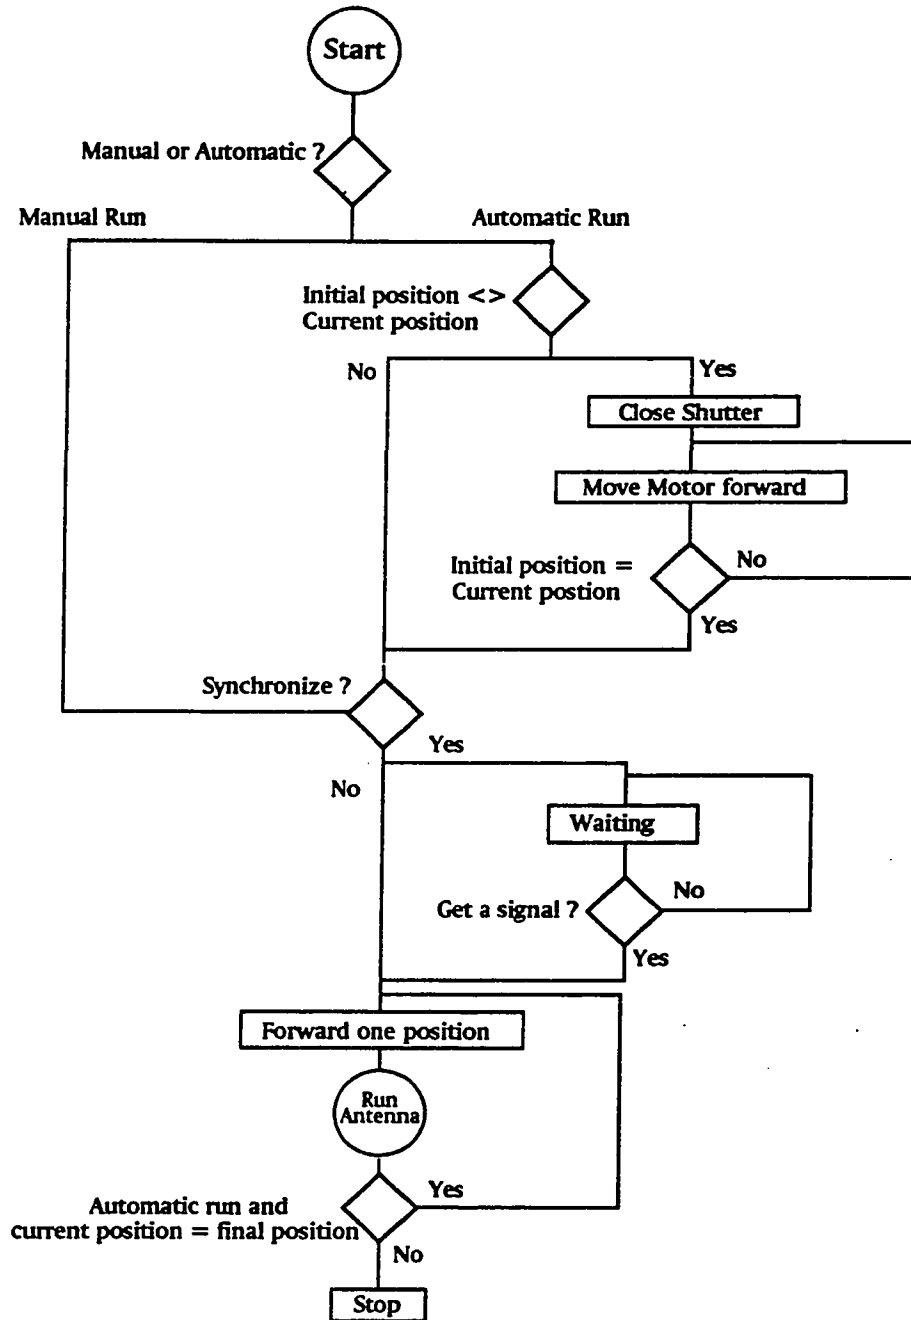 Start
Manual or Automatic ?
Manual Run
Automatic Run
Initial position <>
Current position
No
Yes
Close Shutter
Move Motor forward
Initial position =
Current postion
No
Yes
Synchronize ?
Yes
No
Waiting
Get a signal ?
No
Yes
Forward one position
Run
Antenna
Automatic run and
current position = final position
Yes
No
Stop